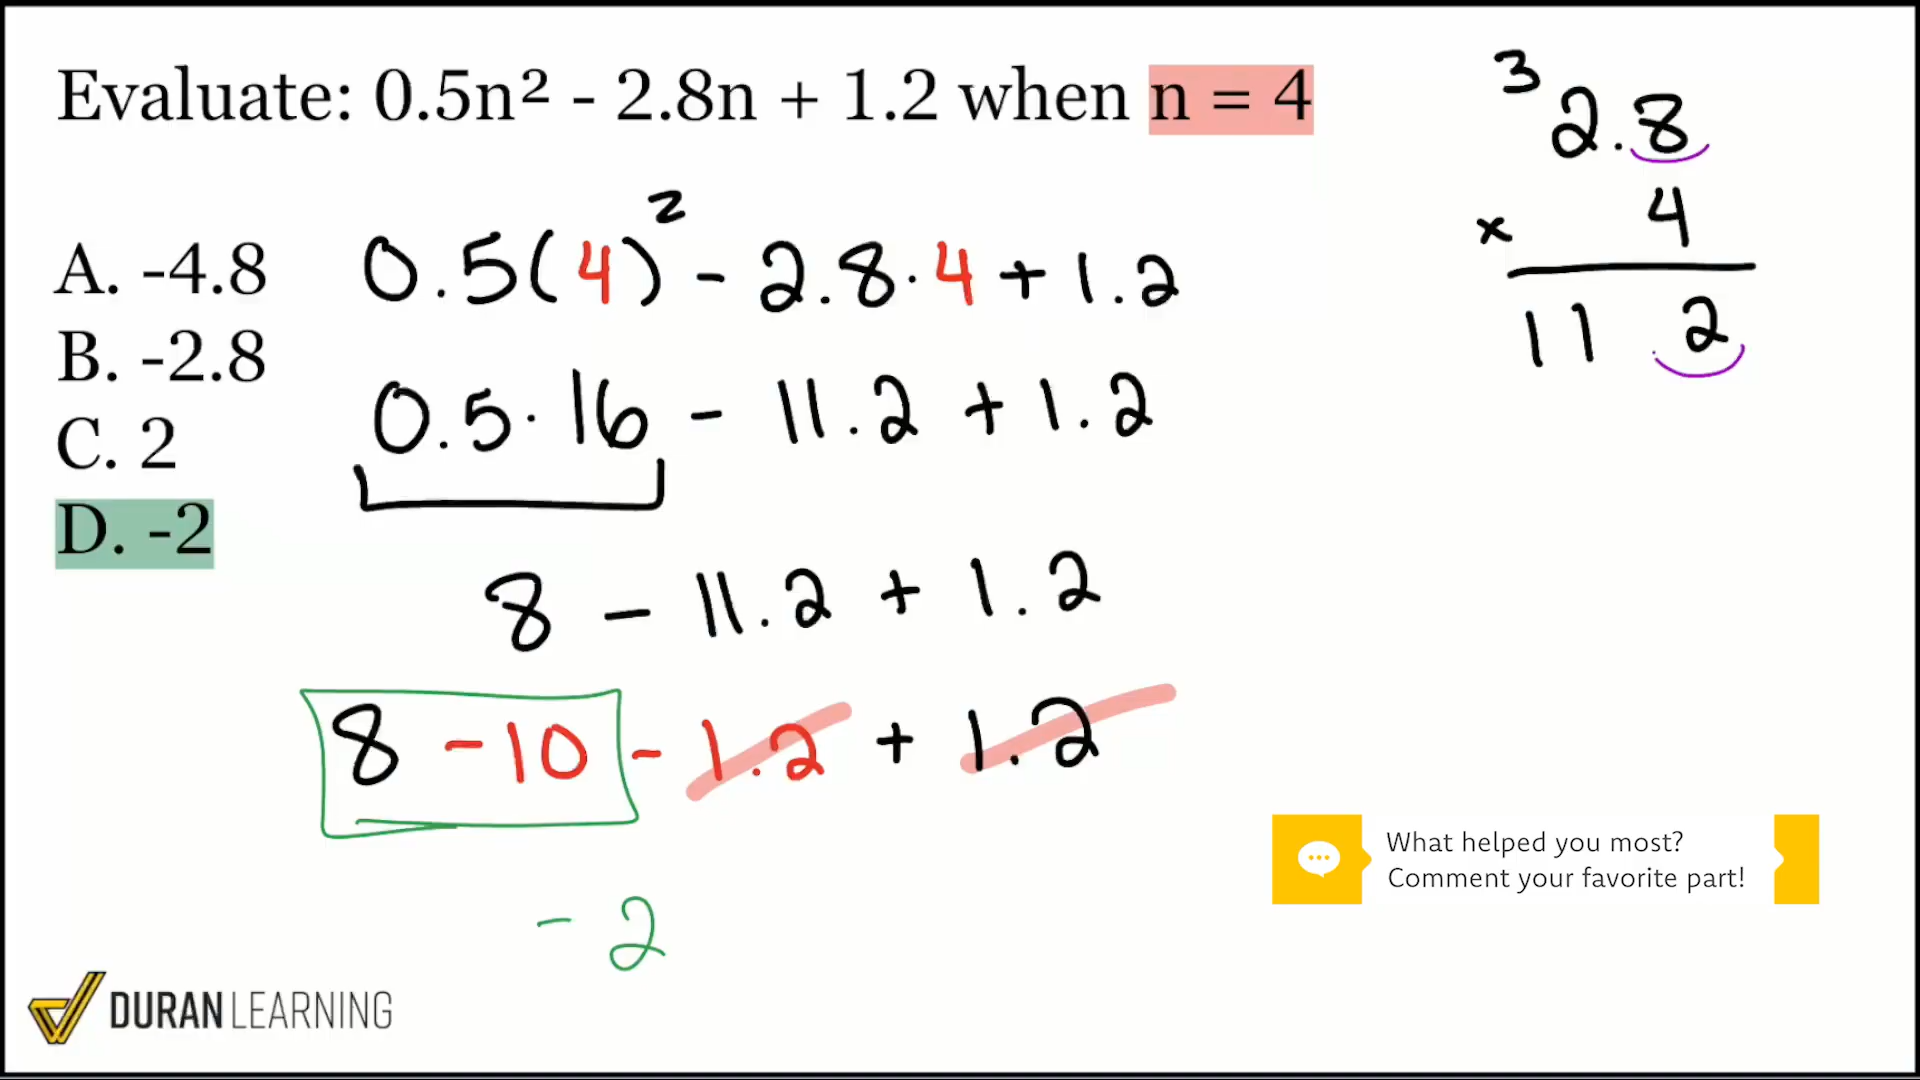 Evaluate: 0.5n² - 2.8n + 1.2 when n = 4
A. -4.8
B. -2.8
C. 2
D. -2
0.5(4)² - 2.8·4 + 1.2
0.5·16 - 11.2 + 1.2
8 - 11.2 + 1.2
8 - 10 - 1.2 + 1.2
- 2
3
2.8
× 4
11 2
What helped you most?
Comment your favorite part!
DURAN LEARNING